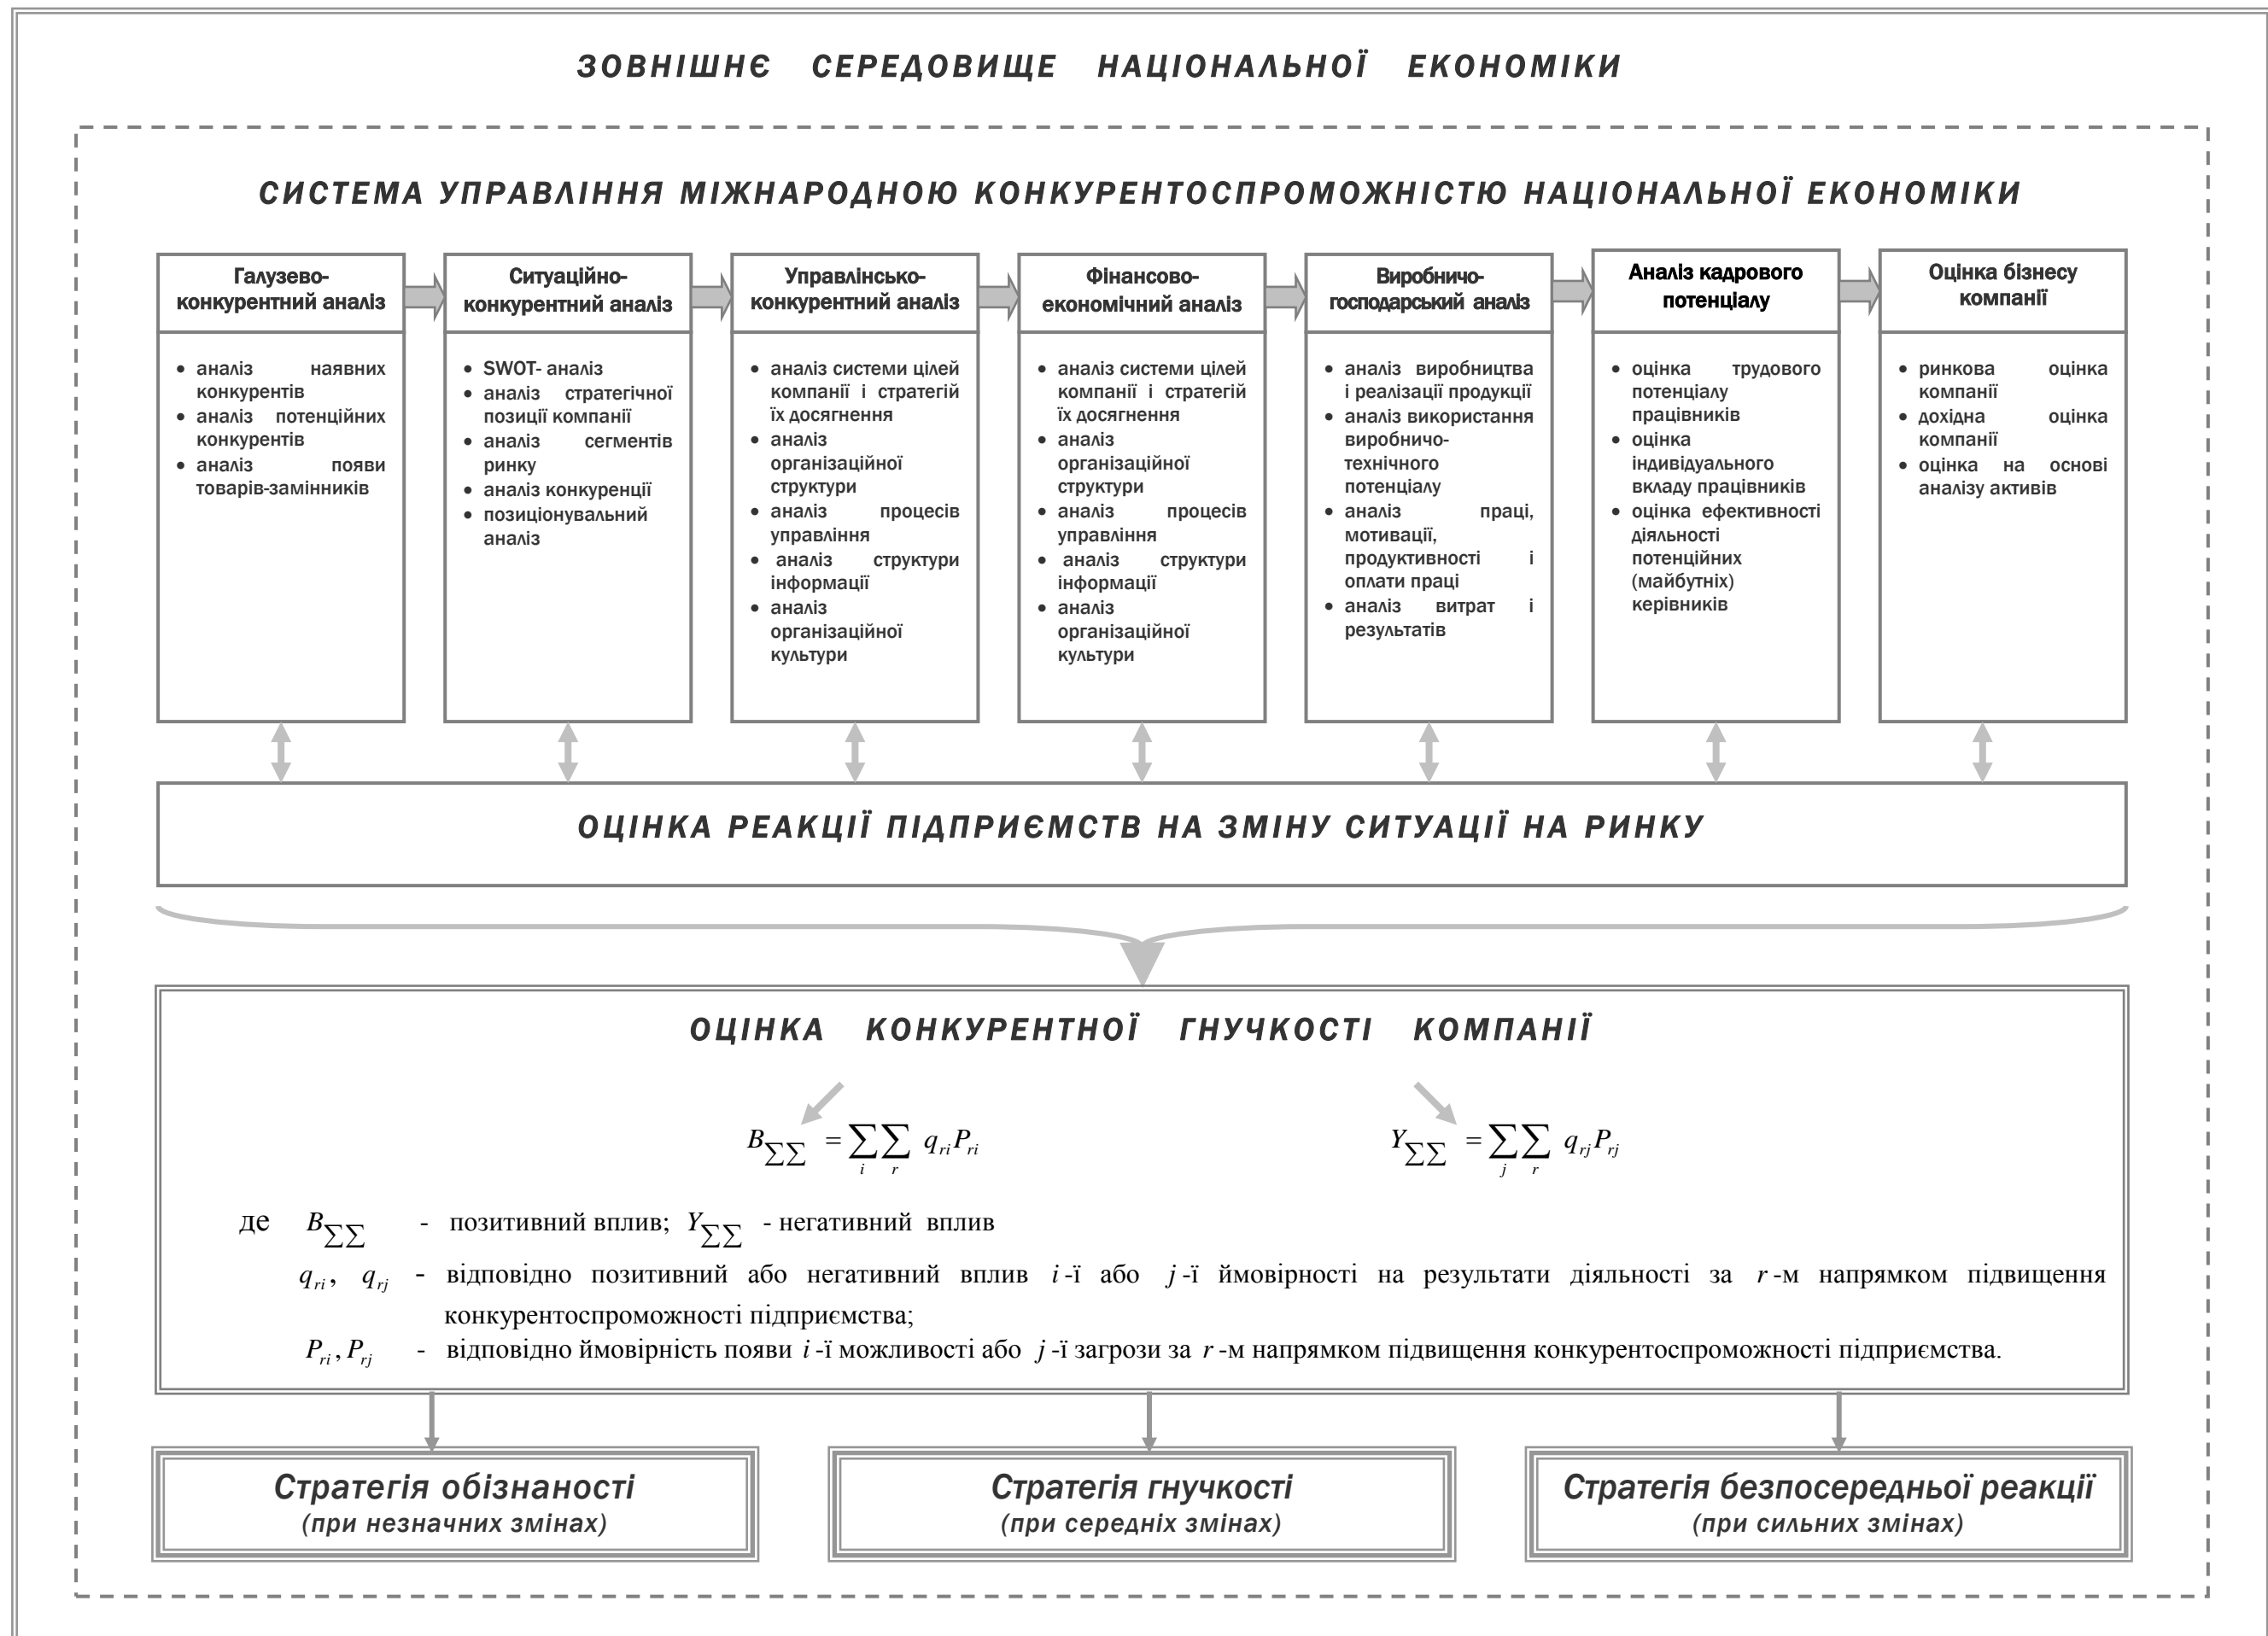 ЗОВНІШНЄ СЕРЕДОВИЩЕ НАЦІОНАЛЬНОЇ ЕКОНОМІКИ
СИСТЕМА УПРАВЛІННЯ МІЖНАРОДНОЮ КОНКУРЕНТОСПРОМОЖНІСТЮ НАЦІОНАЛЬНОЇ ЕКОНОМІКИ
Галузево-
конкурентний аналіз
• аналіз наявних
конкурентів
• аналіз потенційних
конкурентів
• аналіз появи
товарів-замінників
Ситуаційно-
конкурентний аналіз
• SWOT- аналіз
• аналіз стратегічної
позиції компанії
• аналіз сегментів
ринку
• аналіз конкуренції
• позиціонувальний
аналіз
Управлінсько-
конкурентний аналіз
• аналіз системи цілей
компанії і стратегій
їх досягнення
• аналіз
організаційної
структури
• аналіз процесів
управління
• аналіз структури
інформації
• аналіз
організаційної
культури
Фінансово-
економічний аналіз
• аналіз системи цілей
компанії і стратегій
їх досягнення
• аналіз
організаційної
структури
• аналіз процесів
управління
• аналіз структури
інформації
• аналіз
організаційної
культури
Виробничо-
господарський аналіз
• аналіз виробництва
і реалізації продукції
• аналіз використання
виробничо-
технічного
потенціалу
• аналіз праці,
мотивації,
продуктивності і
оплати праці
• аналіз витрат і
результатів
Аналіз кадрового
потенціалу
• оцінка трудового
потенціалу
працівників
• оцінка
індивідуального
вкладу працівників
• оцінка ефективності
діяльності
потенційних
(майбутніх)
керівників
Оцінка бізнесу
компанії
• ринкова оцінка
компанії
• дохідна оцінка
компанії
• оцінка на основі
аналізу активів
ОЦІНКА РЕАКЦІЇ ПІДПРИЄМСТВ НА ЗМІНУ СИТУАЦІЇ НА РИНКУ
ОЦІНКА КОНКУРЕНТНОЇ ГНУЧКОСТІ КОМПАНІЇ
B∑∑ = ∑i ∑r qri Pri
Y∑∑ = ∑j ∑r qrj Prj
де B∑∑ - позитивний вплив; Y∑∑ - негативний вплив
qri, qrj - відповідно позитивний або негативний вплив i-ї або j-ї ймовірності на результати діяльності за r-м напрямком підвищення
конкурентоспроможності підприємства;
Pri, Prj - відповідно ймовірність появи i-ї можливості або j-ї загрози за r-м напрямком підвищення конкурентоспроможності підприємства.
Стратегія обізнаності
(при незначних змінах)
Стратегія гнучкості
(при середніх змінах)
Стратегія безпосередньої реакції
(при сильних змінах)